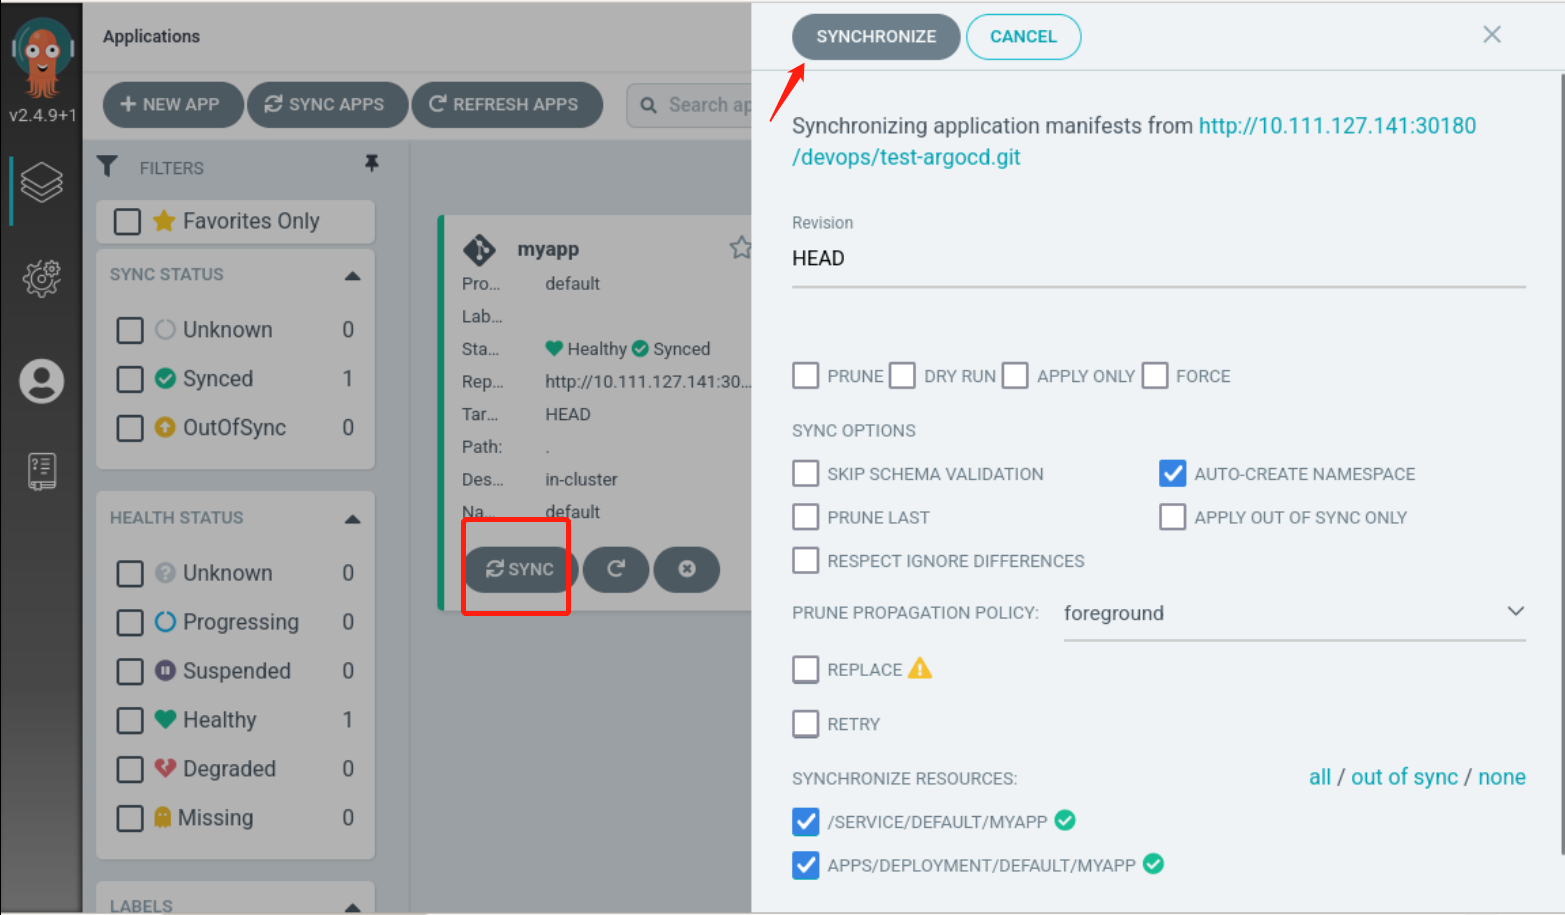 v2.4.9+1
Applications
NEW APP
SYNC APPS
REFRESH APPS
Search ap
FILTERS
Favorites Only
SYNC STATUS
Unknown 0
Synced 1
OutOfSync 0
HEALTH STATUS
Unknown 0
Progressing 0
Suspended 0
Healthy 1
Degraded 0
Missing 0
LABELS
myapp
Pro... default
Lab...
Sta... Healthy Synced
Rep... http://10.111.127.141:30...
Tar... HEAD
Path: .
Des... in-cluster
Na... default
SYNC
SYNCHRONIZE
CANCEL
Synchronizing application manifests from http://10.111.127.141:30180
/devops/test-argocd.git
Revision
HEAD
PRUNE DRY RUN APPLY ONLY FORCE
SYNC OPTIONS
SKIP SCHEMA VALIDATION AUTO-CREATE NAMESPACE
PRUNE LAST APPLY OUT OF SYNC ONLY
RESPECT IGNORE DIFFERENCES
PRUNE PROPAGATION POLICY: foreground
REPLACE
RETRY
SYNCHRONIZE RESOURCES: all / out of sync / none
/SERVICE/DEFAULT/MYAPP
APPS/DEPLOYMENT/DEFAULT/MYAPP